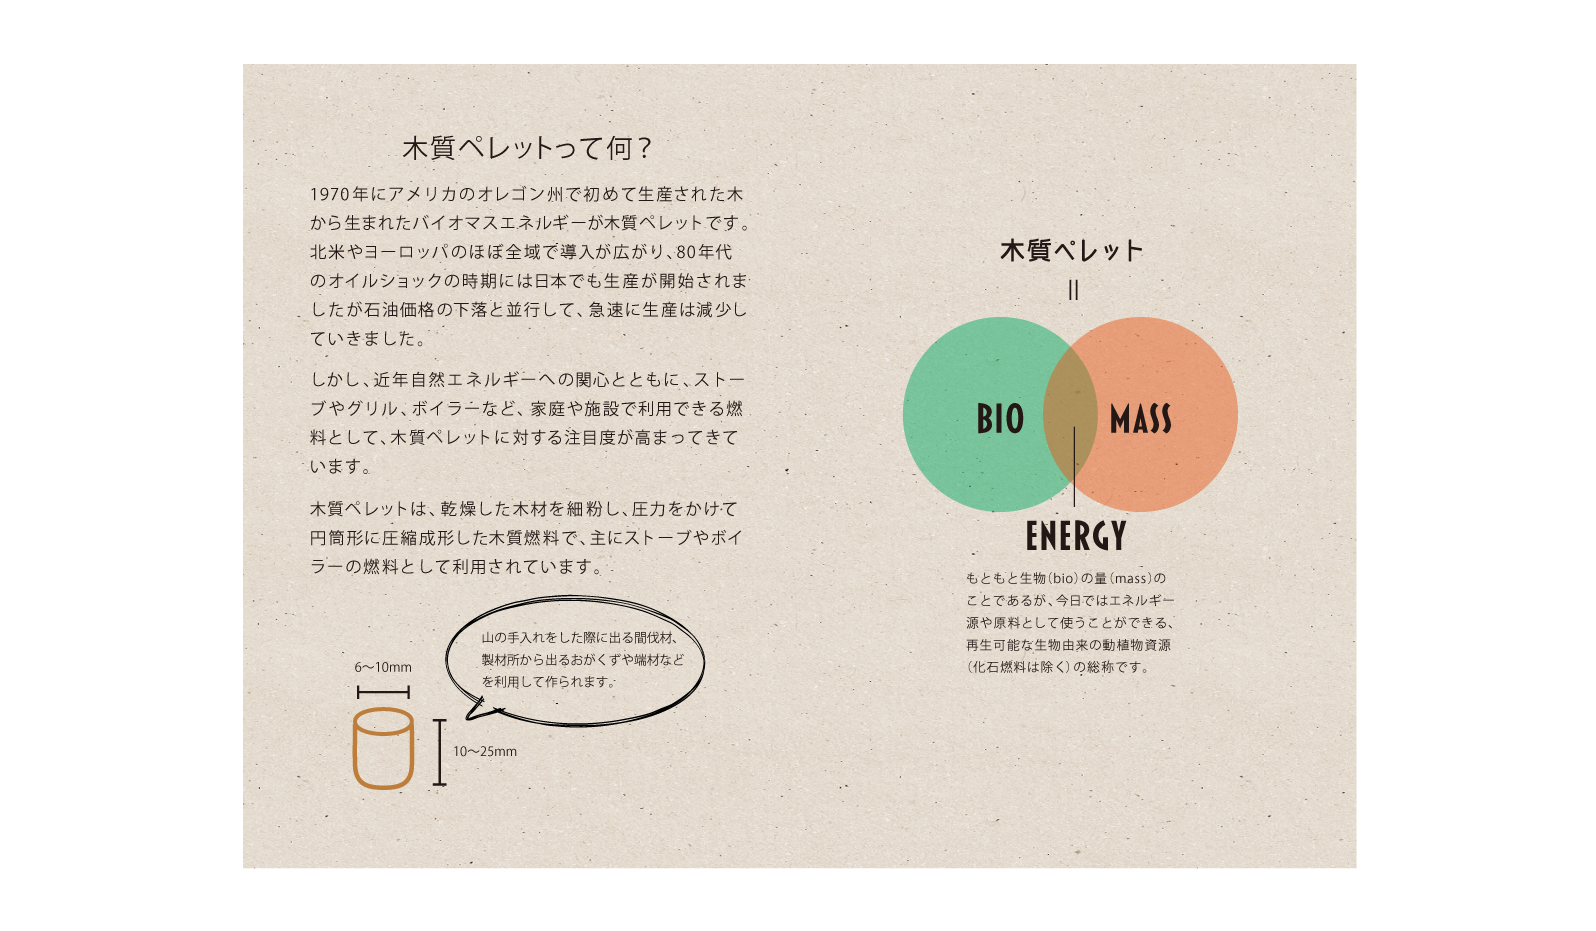 木質ペレットって何？
1970年にアメリカのオレゴン州で初めて生産された木
から生まれたバイオマスエネルギーが木質ペレットです。
北米やヨーロッパのほぼ全域で導入が広がり、80年代
のオイルショックの時期には日本でも生産が開始されま
したが石油価格の下落と並行して、急速に生産は減少し
ていきました。
しかし、近年自然エネルギーへの関心とともに、ストー
ブやグリル、ボイラーなど、家庭や施設で利用できる燃
料として、木質ペレットに対する注目度が高まってきて
います。
木質ペレットは、乾燥した木材を細粉し、圧力をかけて
円筒形に圧縮成形した木質燃料で、主にストーブやボイ
ラーの燃料として利用されています。
山の手入れをした際に出る間伐材、
製材所から出るおがくずや端材など
を利用して作られます。
6〜10mm
10〜25mm
木質ペレット
||
BIO
MASS
ENERGY
もともと生物（bio）の量（mass）の
ことであるが、今日ではエネルギー
源や原料として使うことができる、
再生可能な生物由来の動植物資源
（化石燃料は除く）の総称です。